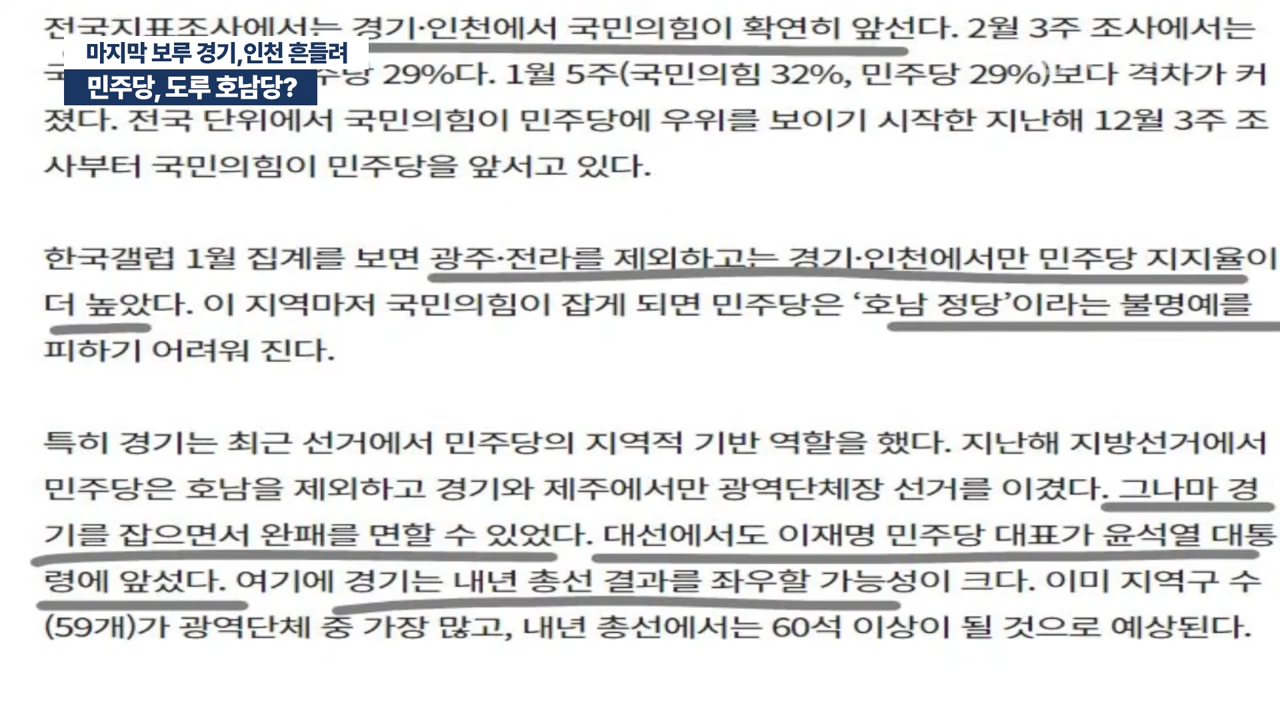 전국지표조사에서는 경기·인천에서 국민의힘이 확연히 앞선다. 2월 3주 조사에서는
마지막 보루 경기,인천 흔들려
민주당, 도루 호남당?
29%다. 1월 5주(국민의힘 32%, 민주당 29%)보다 격차가 커
졌다. 전국 단위에서 국민의힘이 민주당에 우위를 보이기 시작한 지난해 12월 3주 조
사부터 국민의힘이 민주당을 앞서고 있다.
한국갤럽 1월 집계를 보면 광주·전라를 제외하고는 경기·인천에서만 민주당 지지율이
더 높았다. 이 지역마저 국민의힘이 잡게 되면 민주당은 ‘호남 정당’이라는 불명예를
피하기 어려워 진다.
특히 경기는 최근 선거에서 민주당의 지역적 기반 역할을 했다. 지난해 지방선거에서
민주당은 호남을 제외하고 경기와 제주에서만 광역단체장 선거를 이겼다. 그나마 경
기를 잡으면서 완패를 면할 수 있었다. 대선에서도 이재명 민주당 대표가 윤석열 대통
령에 앞섰다. 여기에 경기는 내년 총선 결과를 좌우할 가능성이 크다. 이미 지역구 수
(59개)가 광역단체 중 가장 많고, 내년 총선에서는 60석 이상이 될 것으로 예상된다.